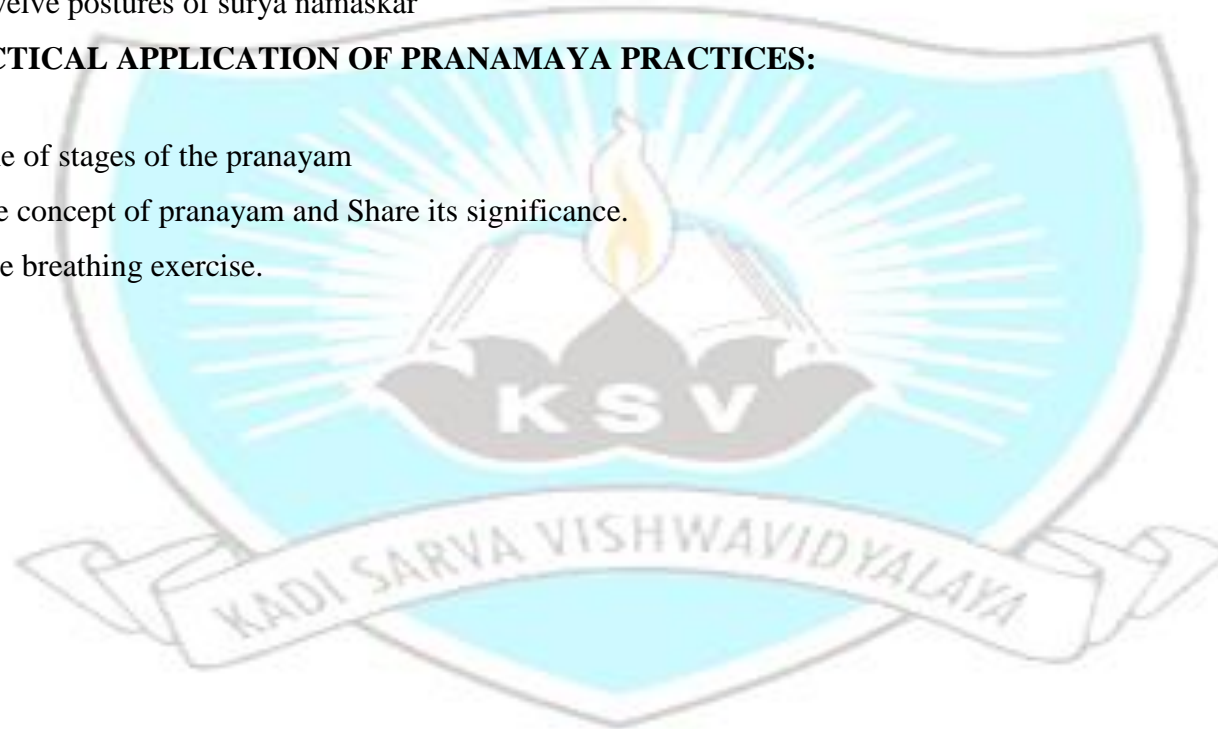 velve postures of surya namaskar
CTICAL APPLICATION OF PRANAMAYA PRACTICES:
e of stages of the pranayam
e concept of pranayam and Share its significance.
e breathing exercise.
KSV
KADI SARVA VISHWAVIDYALAYA